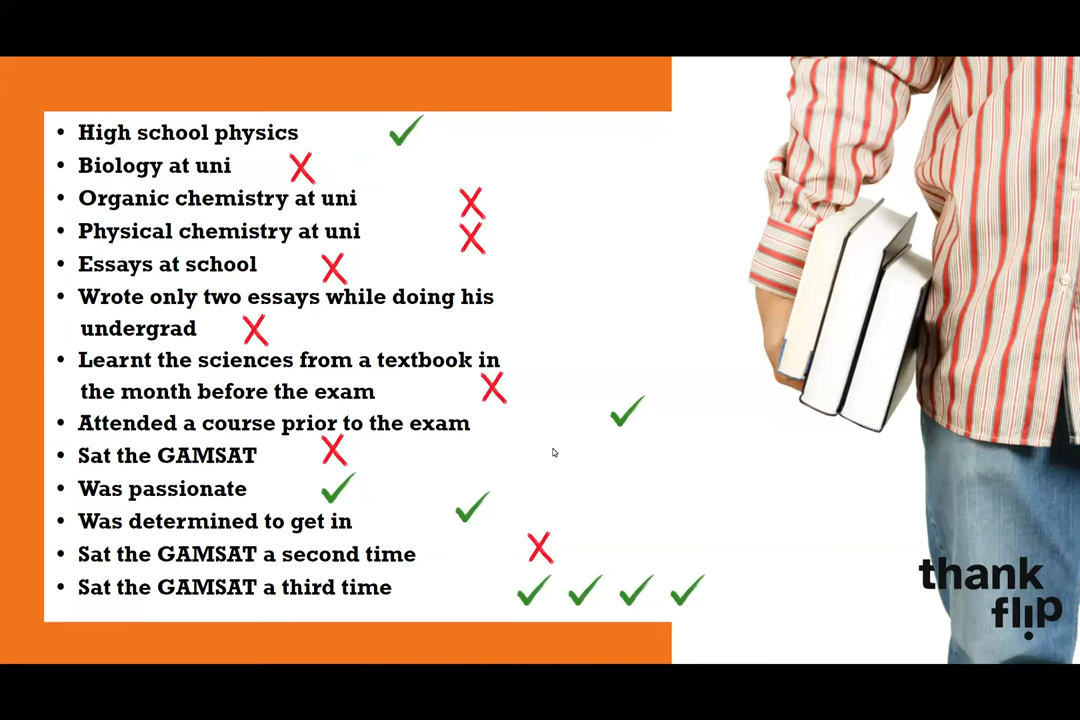 • High school physics
• Biology at uni
• Organic chemistry at uni
• Physical chemistry at uni
• Essays at school
• Wrote only two essays while doing his
undergrad
• Learnt the sciences from a textbook in
the month before the exam
• Attended a course prior to the exam
• Sat the GAMSAT
• Was passionate
• Was determined to get in
• Sat the GAMSAT a second time
• Sat the GAMSAT a third time
thank
flip